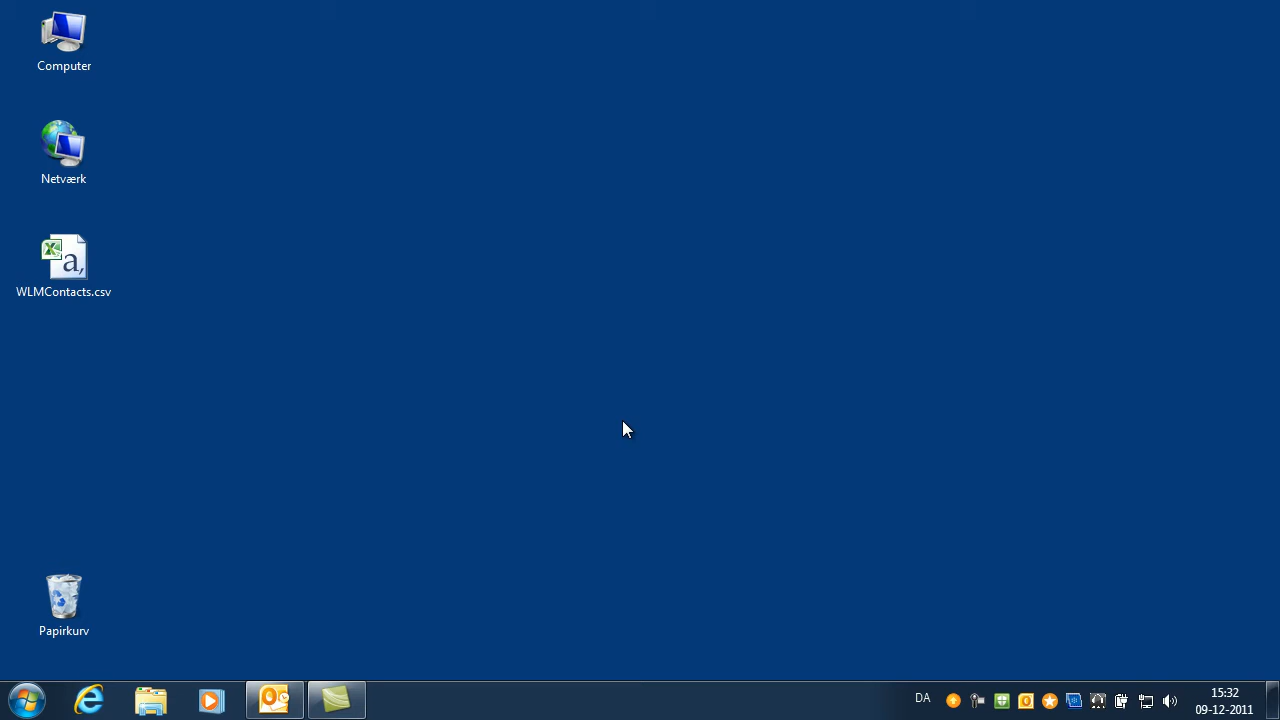 Computer
Netværk
WLMContacts.csv
Papirkurv
DA
15:32
09-12-2011